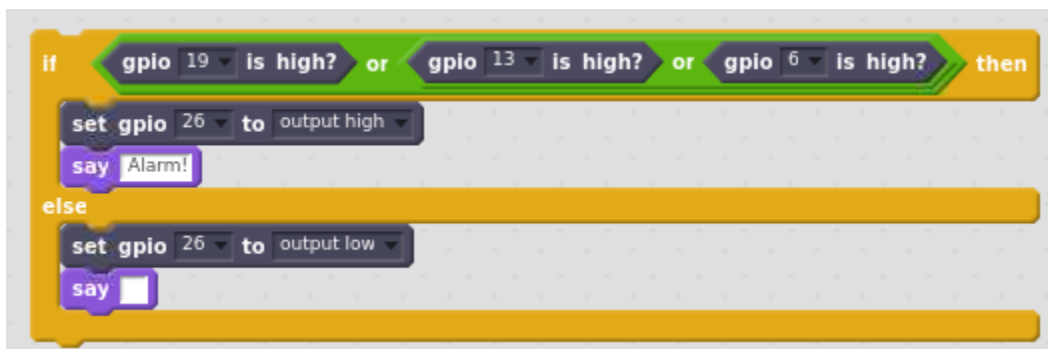 if gpio 19 is high? or gpio 13 is high? or gpio 6 is high? then
set gpio 26 to output high
say Alarm!
else
set gpio 26 to output low
say